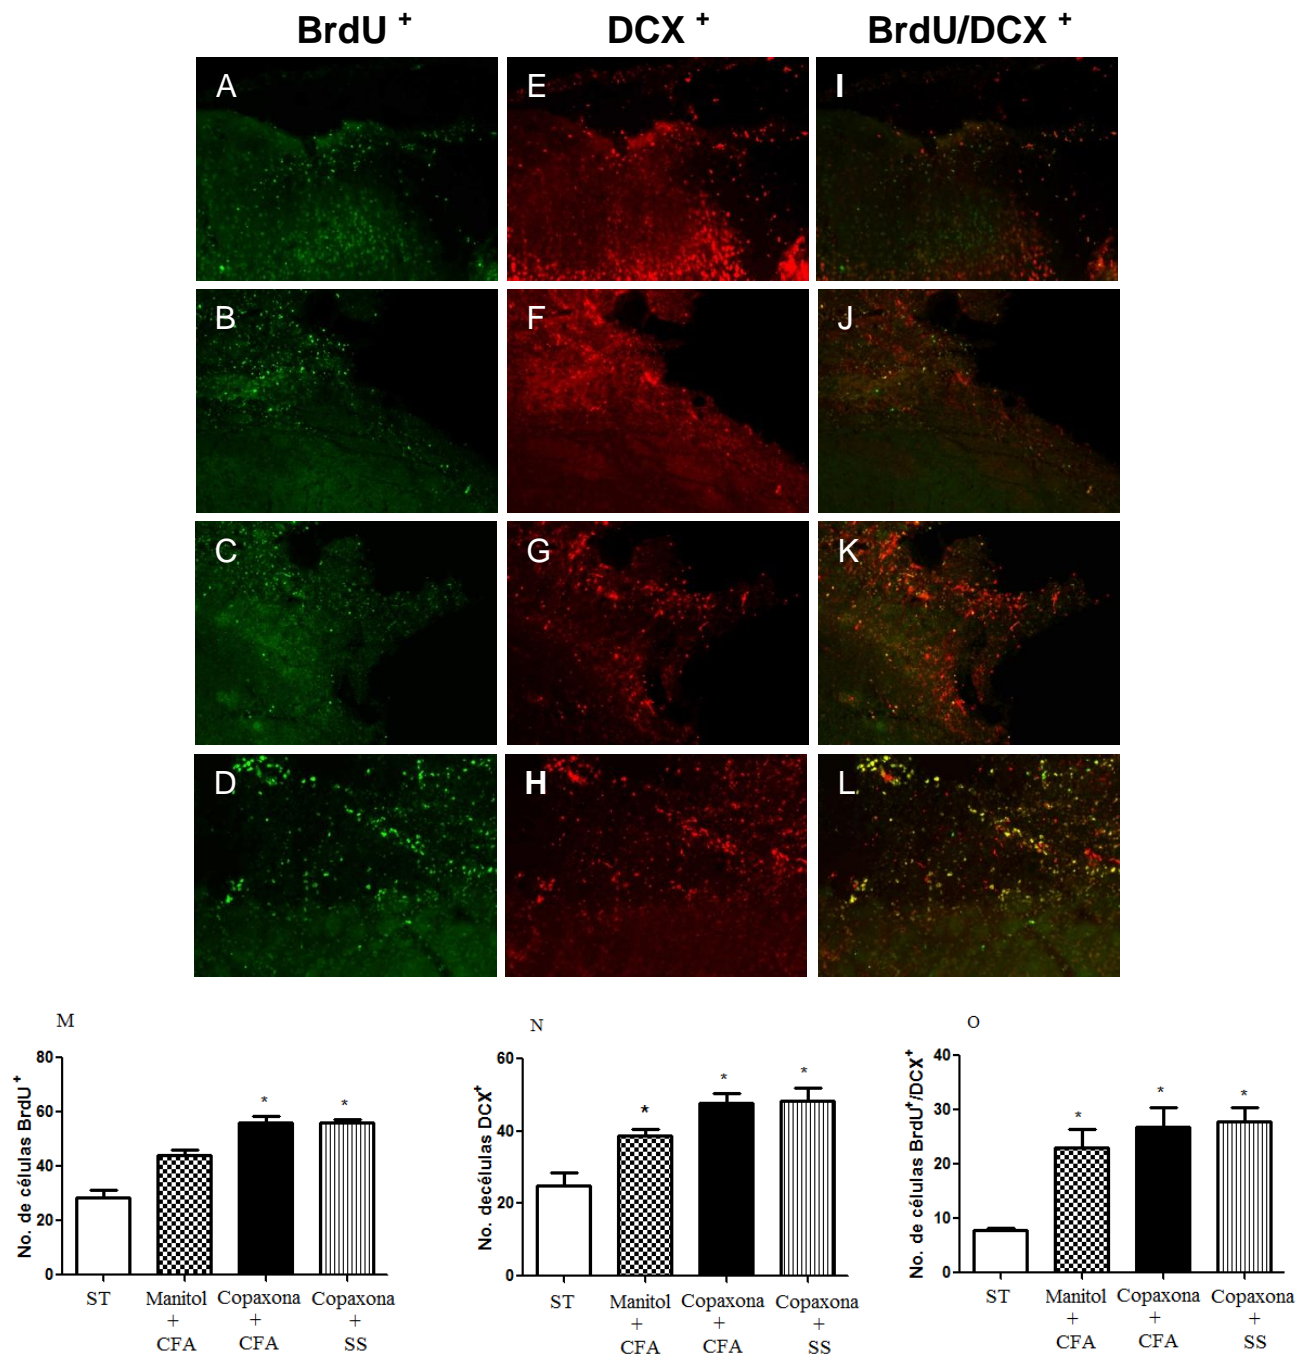 BrdU + DCX + BrdU/DCX +
A E I
B F J
C G K
D H L
M
No. de células BrdU+
80
60
40
20
0
ST
Manitol + CFA
Copaxona + CFA
Copaxona + SS
*
*
N
No. decélulas DCX+
60
40
20
0
ST
Manitol + CFA
Copaxona + CFA
Copaxona + SS
*
*
*
O
No. de células BrdU+/DCX+
40
30
20
10
0
ST
Manitol + CFA
Copaxona + CFA
Copaxona + SS
*
*
*